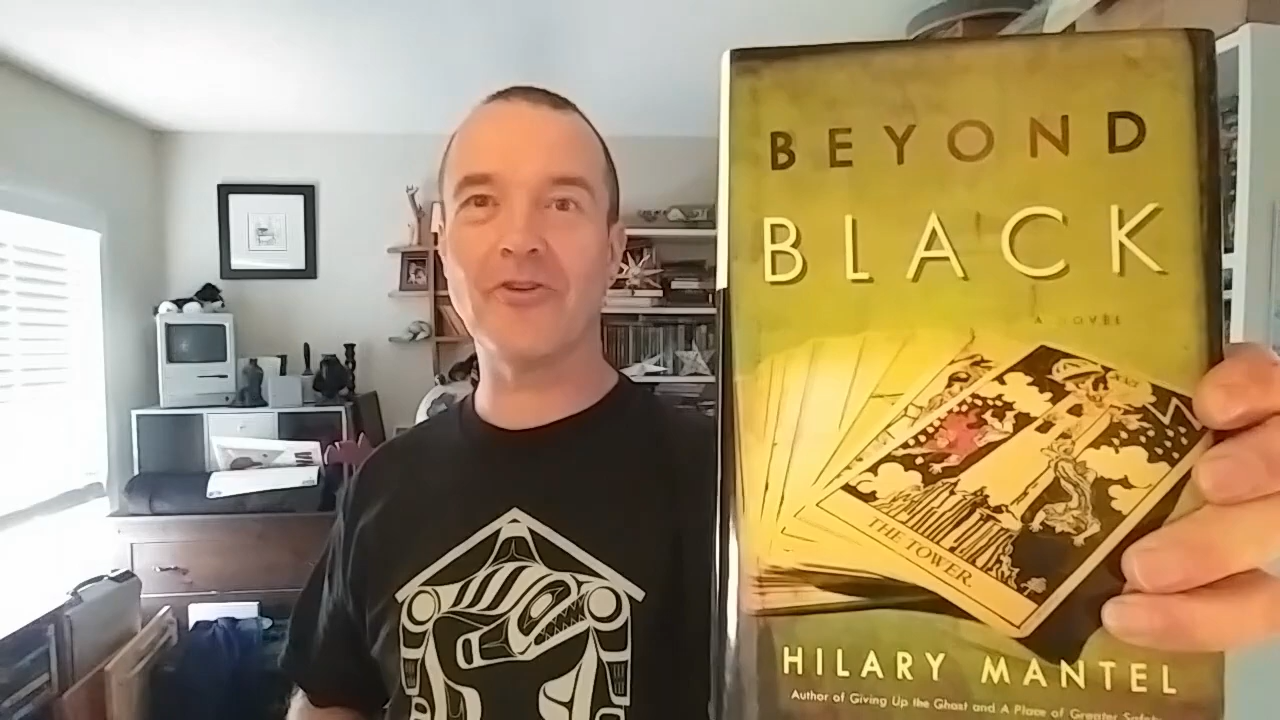 BEYOND
BLACK
A NOVEL
THE TOWER.
HILARY MANTEL
Author of Giving Up the Ghost and A Place of Greater Safety